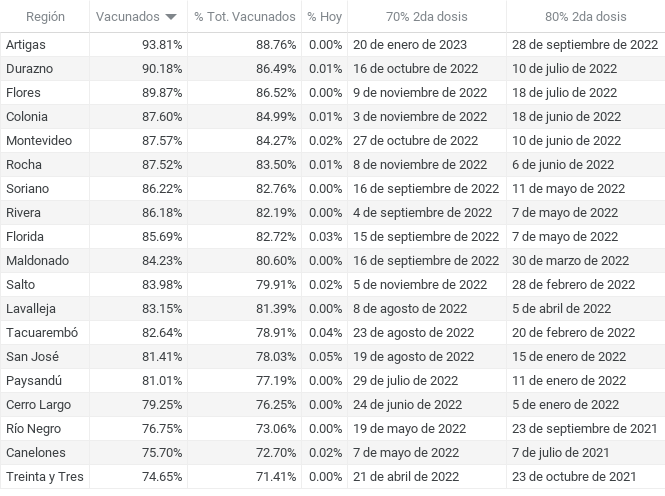 Región Vacunados % Tot. Vacunados % Hoy 70% 2da dosis 80% 2da dosis
Artigas 93.81% 88.76% 0.00% 20 de enero de 2023 28 de septiembre de 2022
Durazno 90.18% 86.49% 0.01% 16 de octubre de 2022 10 de julio de 2022
Flores 89.87% 86.52% 0.00% 9 de noviembre de 2022 18 de julio de 2022
Colonia 87.60% 84.99% 0.01% 3 de noviembre de 2022 18 de junio de 2022
Montevideo 87.57% 84.27% 0.02% 27 de octubre de 2022 10 de junio de 2022
Rocha 87.52% 83.50% 0.01% 8 de noviembre de 2022 6 de junio de 2022
Soriano 86.22% 82.76% 0.00% 16 de septiembre de 2022 11 de mayo de 2022
Rivera 86.18% 82.19% 0.00% 4 de septiembre de 2022 7 de mayo de 2022
Florida 85.69% 82.72% 0.03% 15 de septiembre de 2022 7 de mayo de 2022
Maldonado 84.23% 80.60% 0.00% 16 de septiembre de 2022 30 de marzo de 2022
Salto 83.98% 79.91% 0.02% 5 de noviembre de 2022 28 de febrero de 2022
Lavalleja 83.15% 81.39% 0.00% 8 de agosto de 2022 5 de abril de 2022
Tacuarembó 82.64% 78.91% 0.04% 23 de agosto de 2022 20 de febrero de 2022
San José 81.41% 78.03% 0.05% 19 de agosto de 2022 15 de enero de 2022
Paysandú 81.01% 77.19% 0.00% 29 de julio de 2022 11 de enero de 2022
Cerro Largo 79.25% 76.25% 0.00% 24 de junio de 2022 5 de enero de 2022
Río Negro 76.75% 73.06% 0.00% 19 de mayo de 2022 23 de septiembre de 2021
Canelones 75.70% 72.70% 0.02% 7 de mayo de 2022 7 de julio de 2021
Treinta y Tres 74.65% 71.41% 0.00% 21 de abril de 2022 23 de octubre de 2021